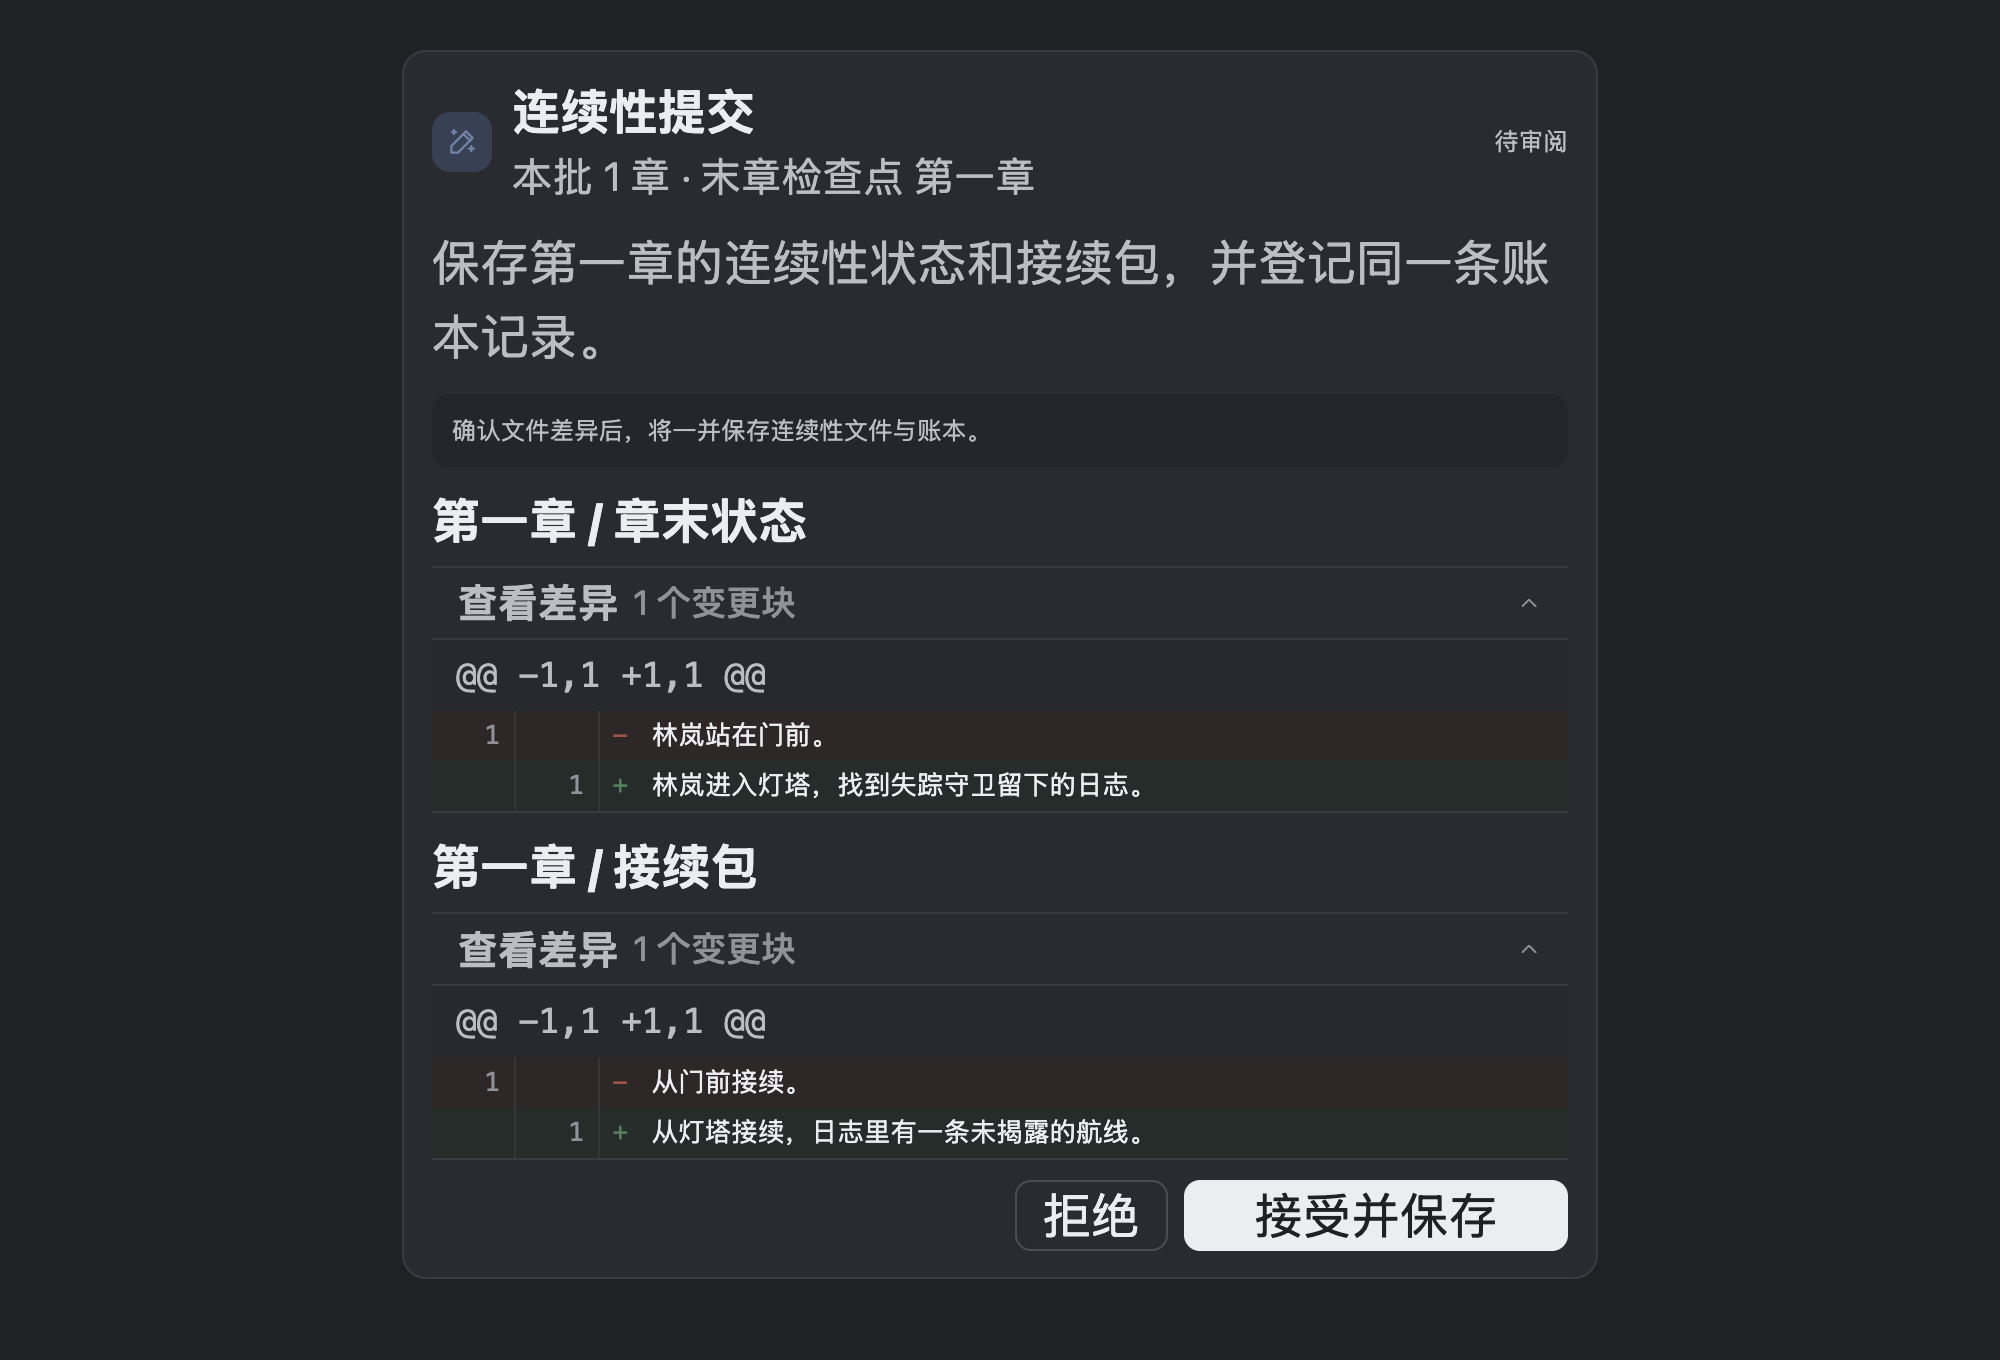 连续性提交
本批 1 章 · 末章检查点 第一章
待审阅
保存第一章的连续性状态和接续包，并登记同一条账
本记录。
确认文件差异后，将一并保存连续性文件与账本。
第一章 / 章末状态
查看差异 1 个变更块
@@ -1,1 +1,1 @@
1 - 林岚站在门前。
1 + 林岚进入灯塔，找到失踪守卫留下的日志。
第一章 / 接续包
查看差异 1 个变更块
@@ -1,1 +1,1 @@
1 - 从门前接续。
1 + 从灯塔接续，日志里有一条未揭露的航线。
拒绝
接受并保存